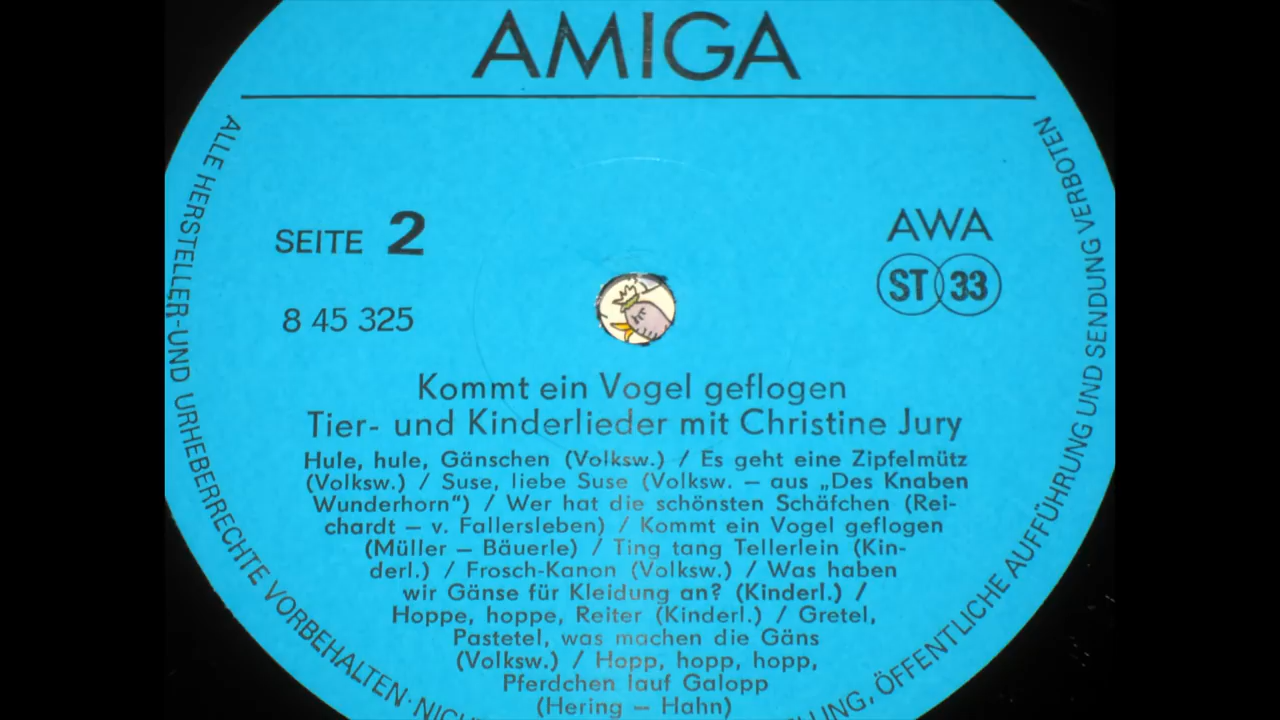 AMIGA
SEITE 2
AWA
ST 33
8 45 325
Kommt ein Vogel geflogen
Tier- und Kinderlieder mit Christine Jury
Hule, hule, Gänschen (Volksw.) / Es geht eine Zipfelmütz
(Volksw.) / Suse, liebe Suse (Volksw. – aus „Des Knaben
Wunderhorn“) / Wer hat die schönsten Schäfchen (Rei-
chardt – v. Fallersleben) / Kommt ein Vogel geflogen
(Müller – Bäuerle) / Ting tang Tellerlein (Kin-
derl.) / Frosch-Kanon (Volksw.) / Was haben
wir Gänse für Kleidung an? (Kinderl.) /
Hoppe, hoppe, Reiter (Kinderl.) / Gretel,
Pastetel, was machen die Gäns
(Volksw.) / Hopp, hopp, hopp,
Pferdchen lauf Galopp
(Hering – Hahn)
ALLE HERSTELLER-UND URHEBERRECHTE VORBEHALTEN·
ÖFFENTLICHE AUFFÜHRUNG UND SENDUNG VERBOTEN